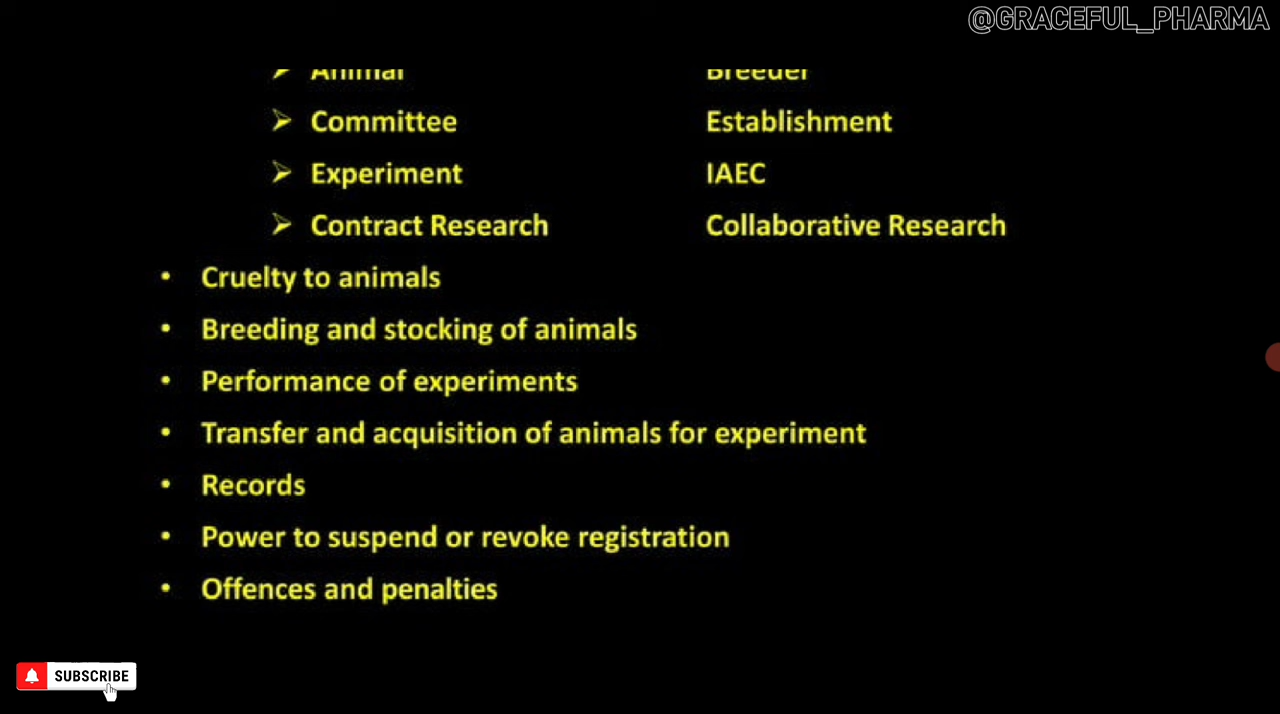 @GRACEFUL_PHARMA
➢ Animal Breeder
➢ Committee Establishment
➢ Experiment IAEC
➢ Contract Research Collaborative Research
• Cruelty to animals
• Breeding and stocking of animals
• Performance of experiments
• Transfer and acquisition of animals for experiment
• Records
• Power to suspend or revoke registration
• Offences and penalties
SUBSCRIBE